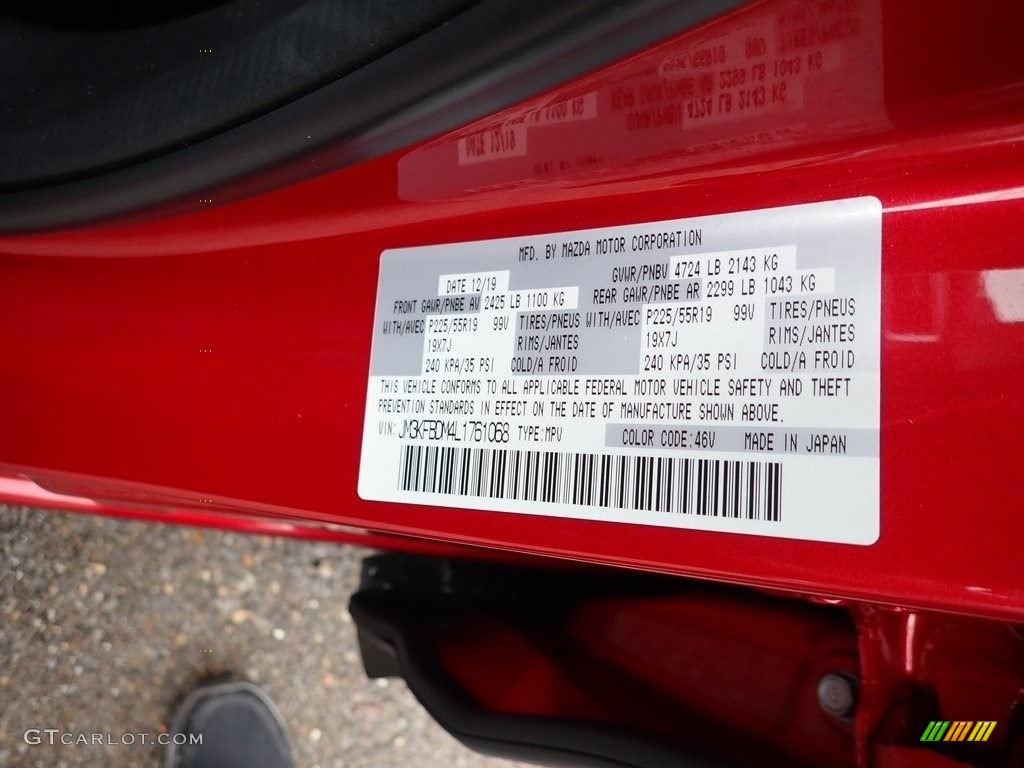 MFD. BY MAZDA MOTOR CORPORATION
DATE 12/19 GVWR/PNBV 4724 LB 2143 KG
FRONT GAWR/PNBE AV 2425 LB 1100 KG REAR GAWR/PNBE AR 2299 LB 1043 KG
WITH/AVEC P225/55R19 99V TIRES/PNEUS WITH/AVEC P225/55R19 99V TIRES/PNEUS
19X7J RIMS/JANTES 19X7J RIMS/JANTES
240 KPA/35 PSI COLD/A FROID 240 KPA/35 PSI COLD/A FROID
THIS VEHICLE CONFORMS TO ALL APPLICABLE FEDERAL MOTOR VEHICLE SAFETY AND THEFT
PREVENTION STANDARDS IN EFFECT ON THE DATE OF MANUFACTURE SHOWN ABOVE.
VIN: JM3KFBDM4L1761068 TYPE:MPV COLOR CODE:46V MADE IN JAPAN
GTCARLOT.COM